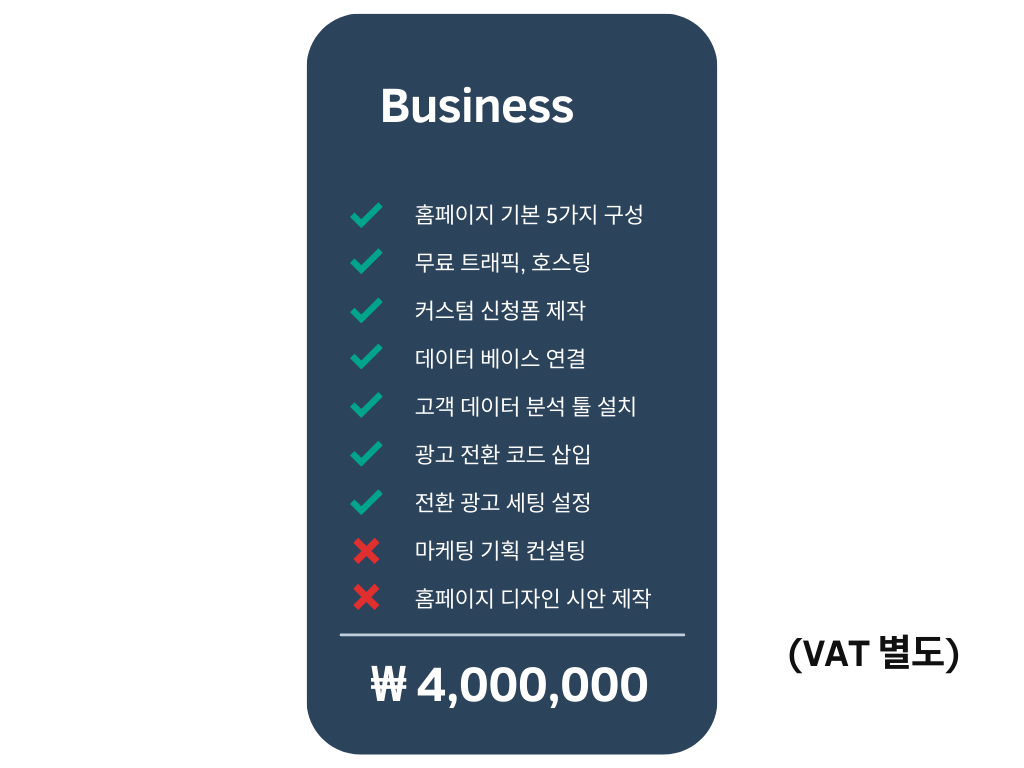 Business
홈페이지 기본 5가지 구성
무료 트래픽, 호스팅
커스텀 신청폼 제작
데이터 베이스 연결
고객 데이터 분석 툴 설치
광고 전환 코드 삽입
전환 광고 세팅 설정
마케팅 기획 컨설팅
홈페이지 디자인 시안 제작
(VAT 별도)
₩ 4,000,000